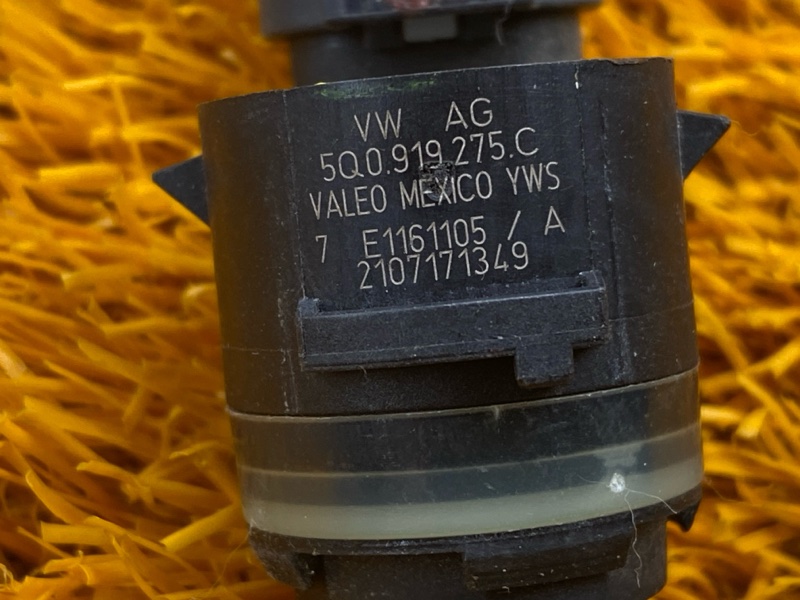 VW AG
5Q0.919.275.C
VALEO MEXICO YWS
7 E1161105 / A
2107171349